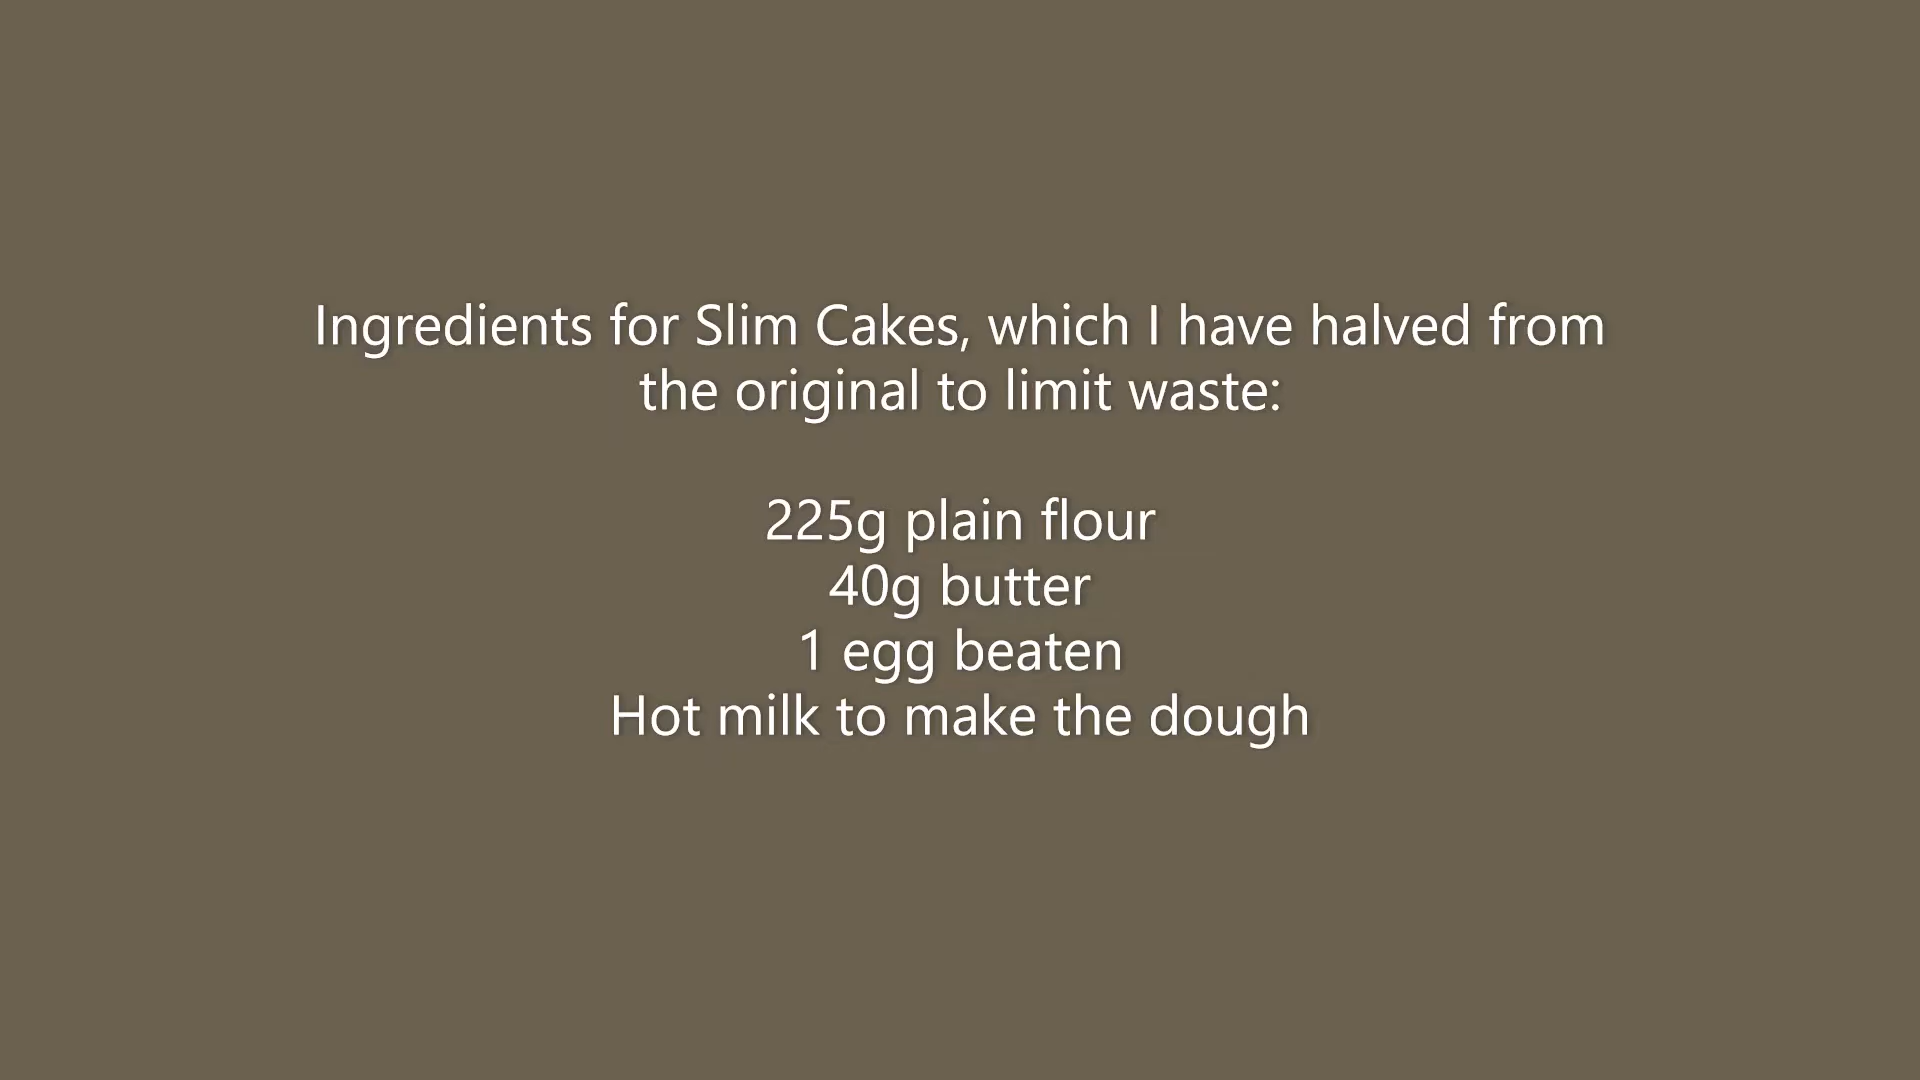 Ingredients for Slim Cakes, which I have halved from
the original to limit waste:
225g plain flour
40g butter
1 egg beaten
Hot milk to make the dough